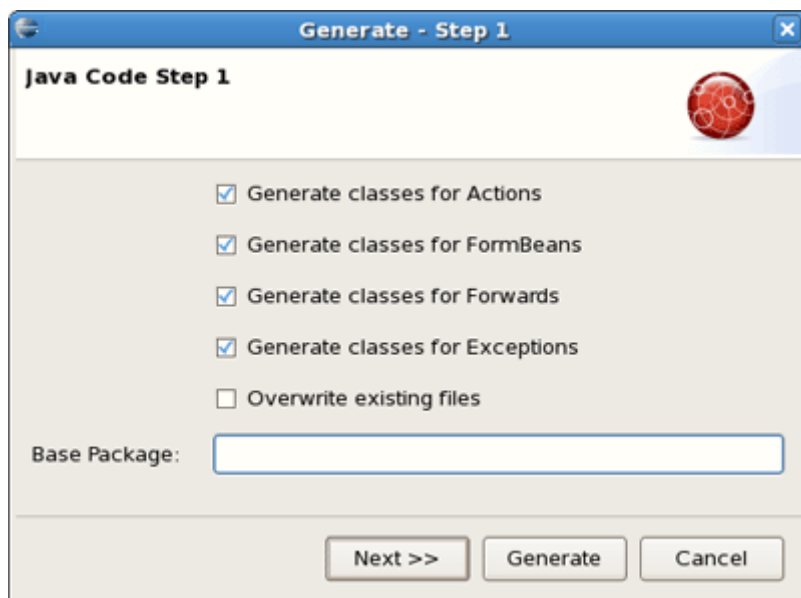 Generate - Step 1
Java Code Step 1
Generate classes for Actions
Generate classes for FormBeans
Generate classes for Forwards
Generate classes for Exceptions
Overwrite existing files
Base Package:
Next >> Generate Cancel